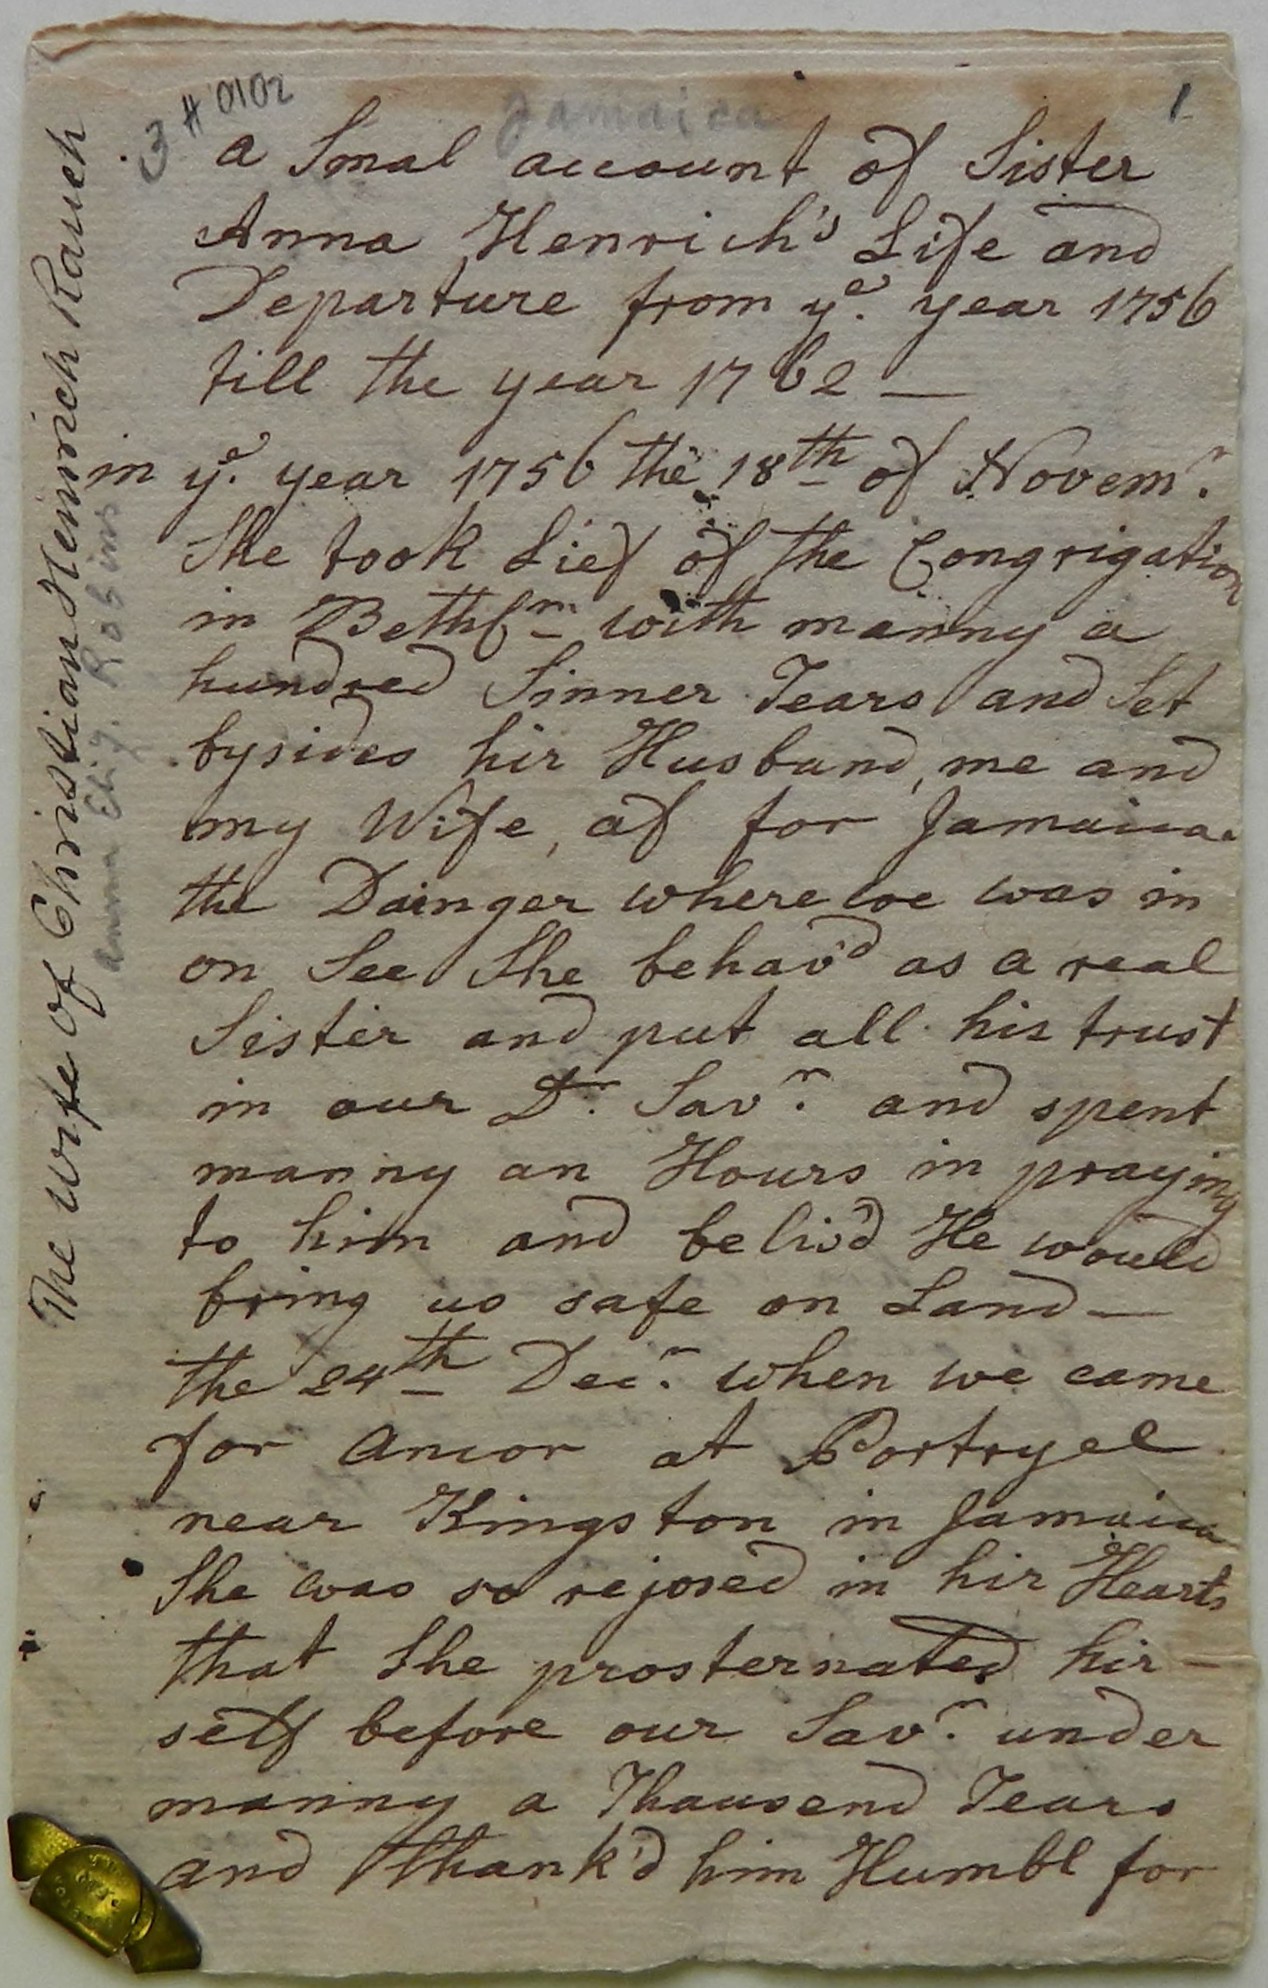 3 # 0102
Jamaica
1
a Smal account of Sister
Anna Henrich's Life and
Departure from ye. year 1756
till the year 1762 —
in ye. year 1756 the 18th of Novemr.
She took Lief of the Congrigation
in Bethlm with manny a
hundred Sinner Tears and Set
bysides hir Husband, me and
my Wife, of for Jamaica
the Dainger where we was in
on See She behav'd as a real
Sister and put all hir trust
in our Dr. Savr. and spent
manny an Hours in praying
to him and beliv'd He would
bring us safe on Land —
the 24th Decr. when we came
for Ancor at Portryel
near Kingston in Jamaica
She was so rejosed in hir Hearts
that She prosternated hir-
self before our Savr. under
manny a Thausend Tears
and thank'd him Humbl for
The wife of Christian Heinrich Rauch
anna Eliz. Robins